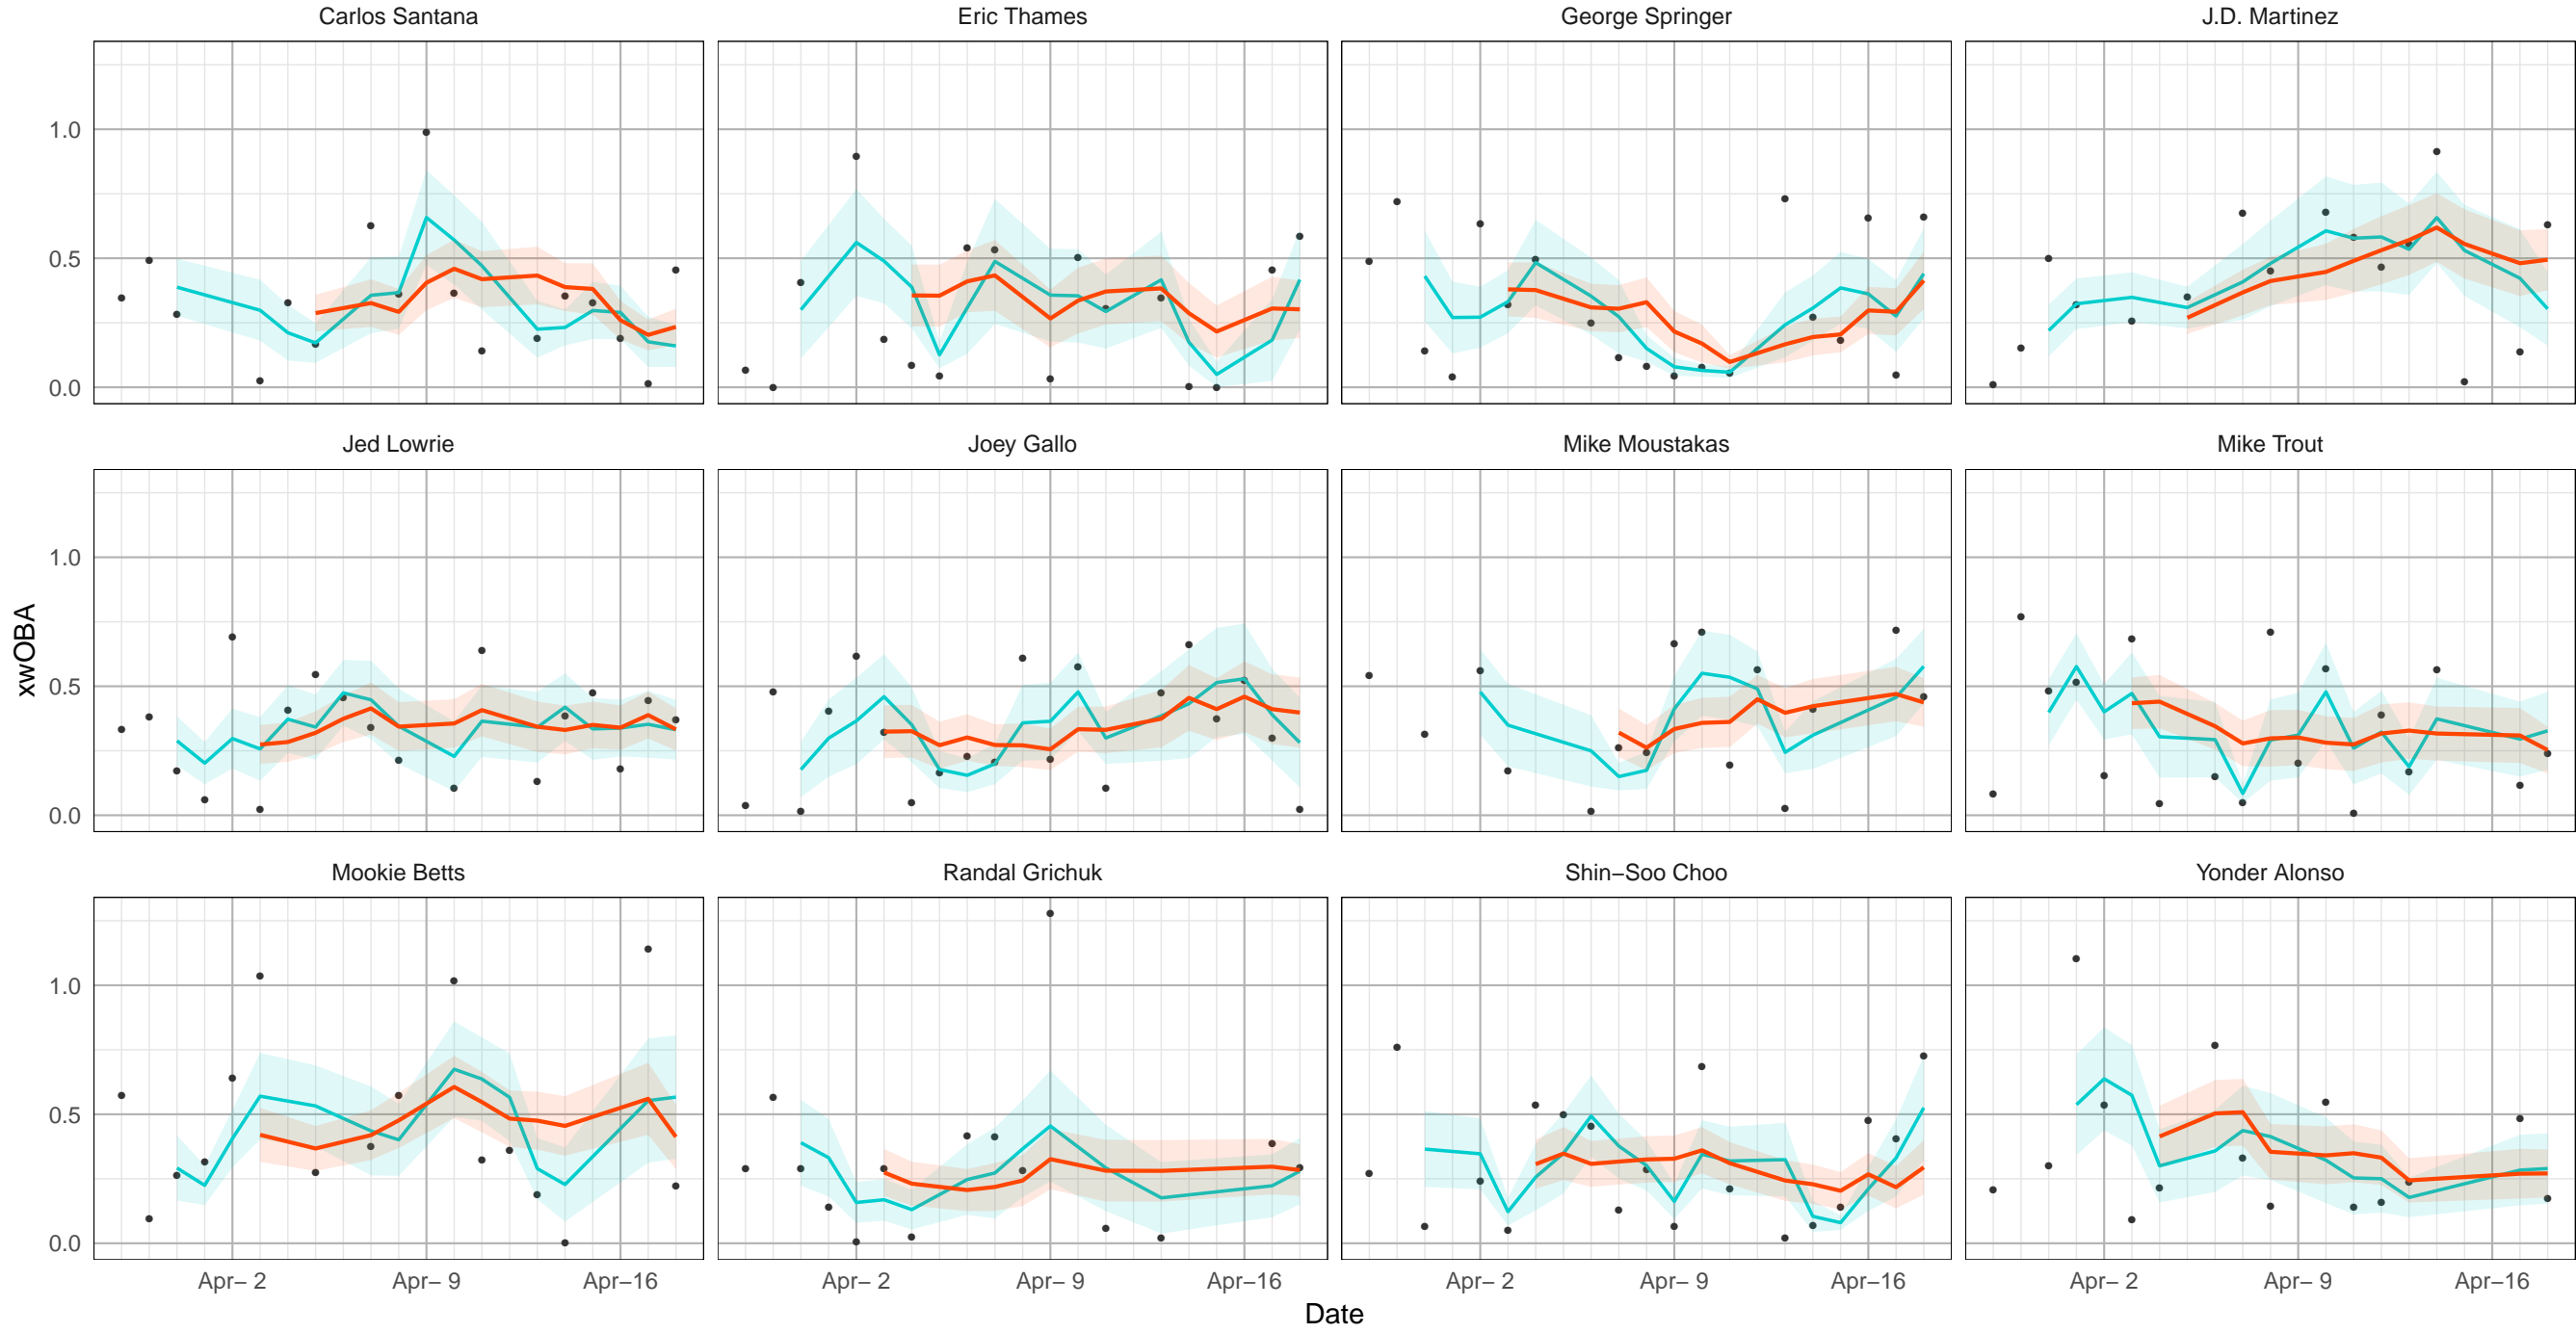 Carlos Santana
Eric Thames
George Springer
J.D. Martinez
1.0
0.5
0.0
Jed Lowrie
Joey Gallo
Mike Moustakas
Mike Trout
1.0
0.5
0.0
xwOBA
Mookie Betts
Randal Grichuk
Shin−Soo Choo
Yonder Alonso
1.0
0.5
0.0
Apr− 2 Apr− 9 Apr−16
Apr− 2 Apr− 9 Apr−16
Apr− 2 Apr− 9 Apr−16
Apr− 2 Apr− 9 Apr−16
Date